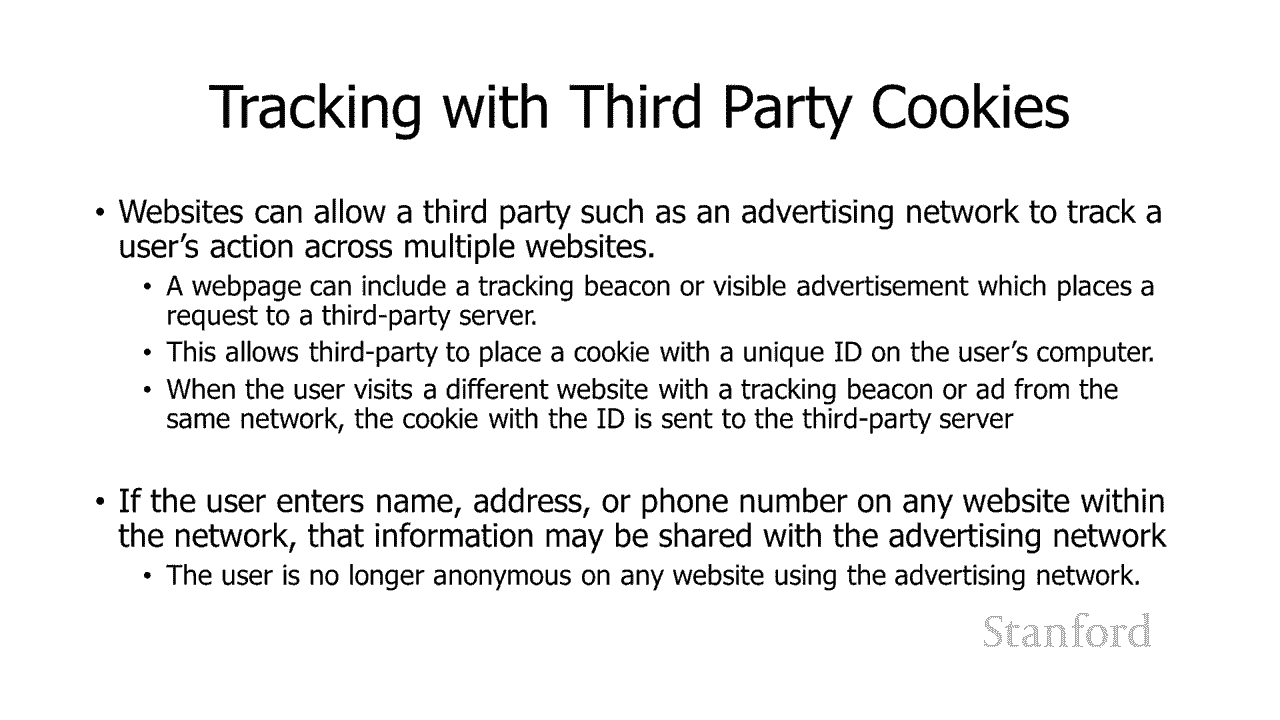 Tracking with Third Party Cookies
• Websites can allow a third party such as an advertising network to track a
user’s action across multiple websites.
• A webpage can include a tracking beacon or visible advertisement which places a
request to a third-party server.
• This allows third-party to place a cookie with a unique ID on the user’s computer.
• When the user visits a different website with a tracking beacon or ad from the
same network, the cookie with the ID is sent to the third-party server
• If the user enters name, address, or phone number on any website within
the network, that information may be shared with the advertising network
• The user is no longer anonymous on any website using the advertising network.
Stanford